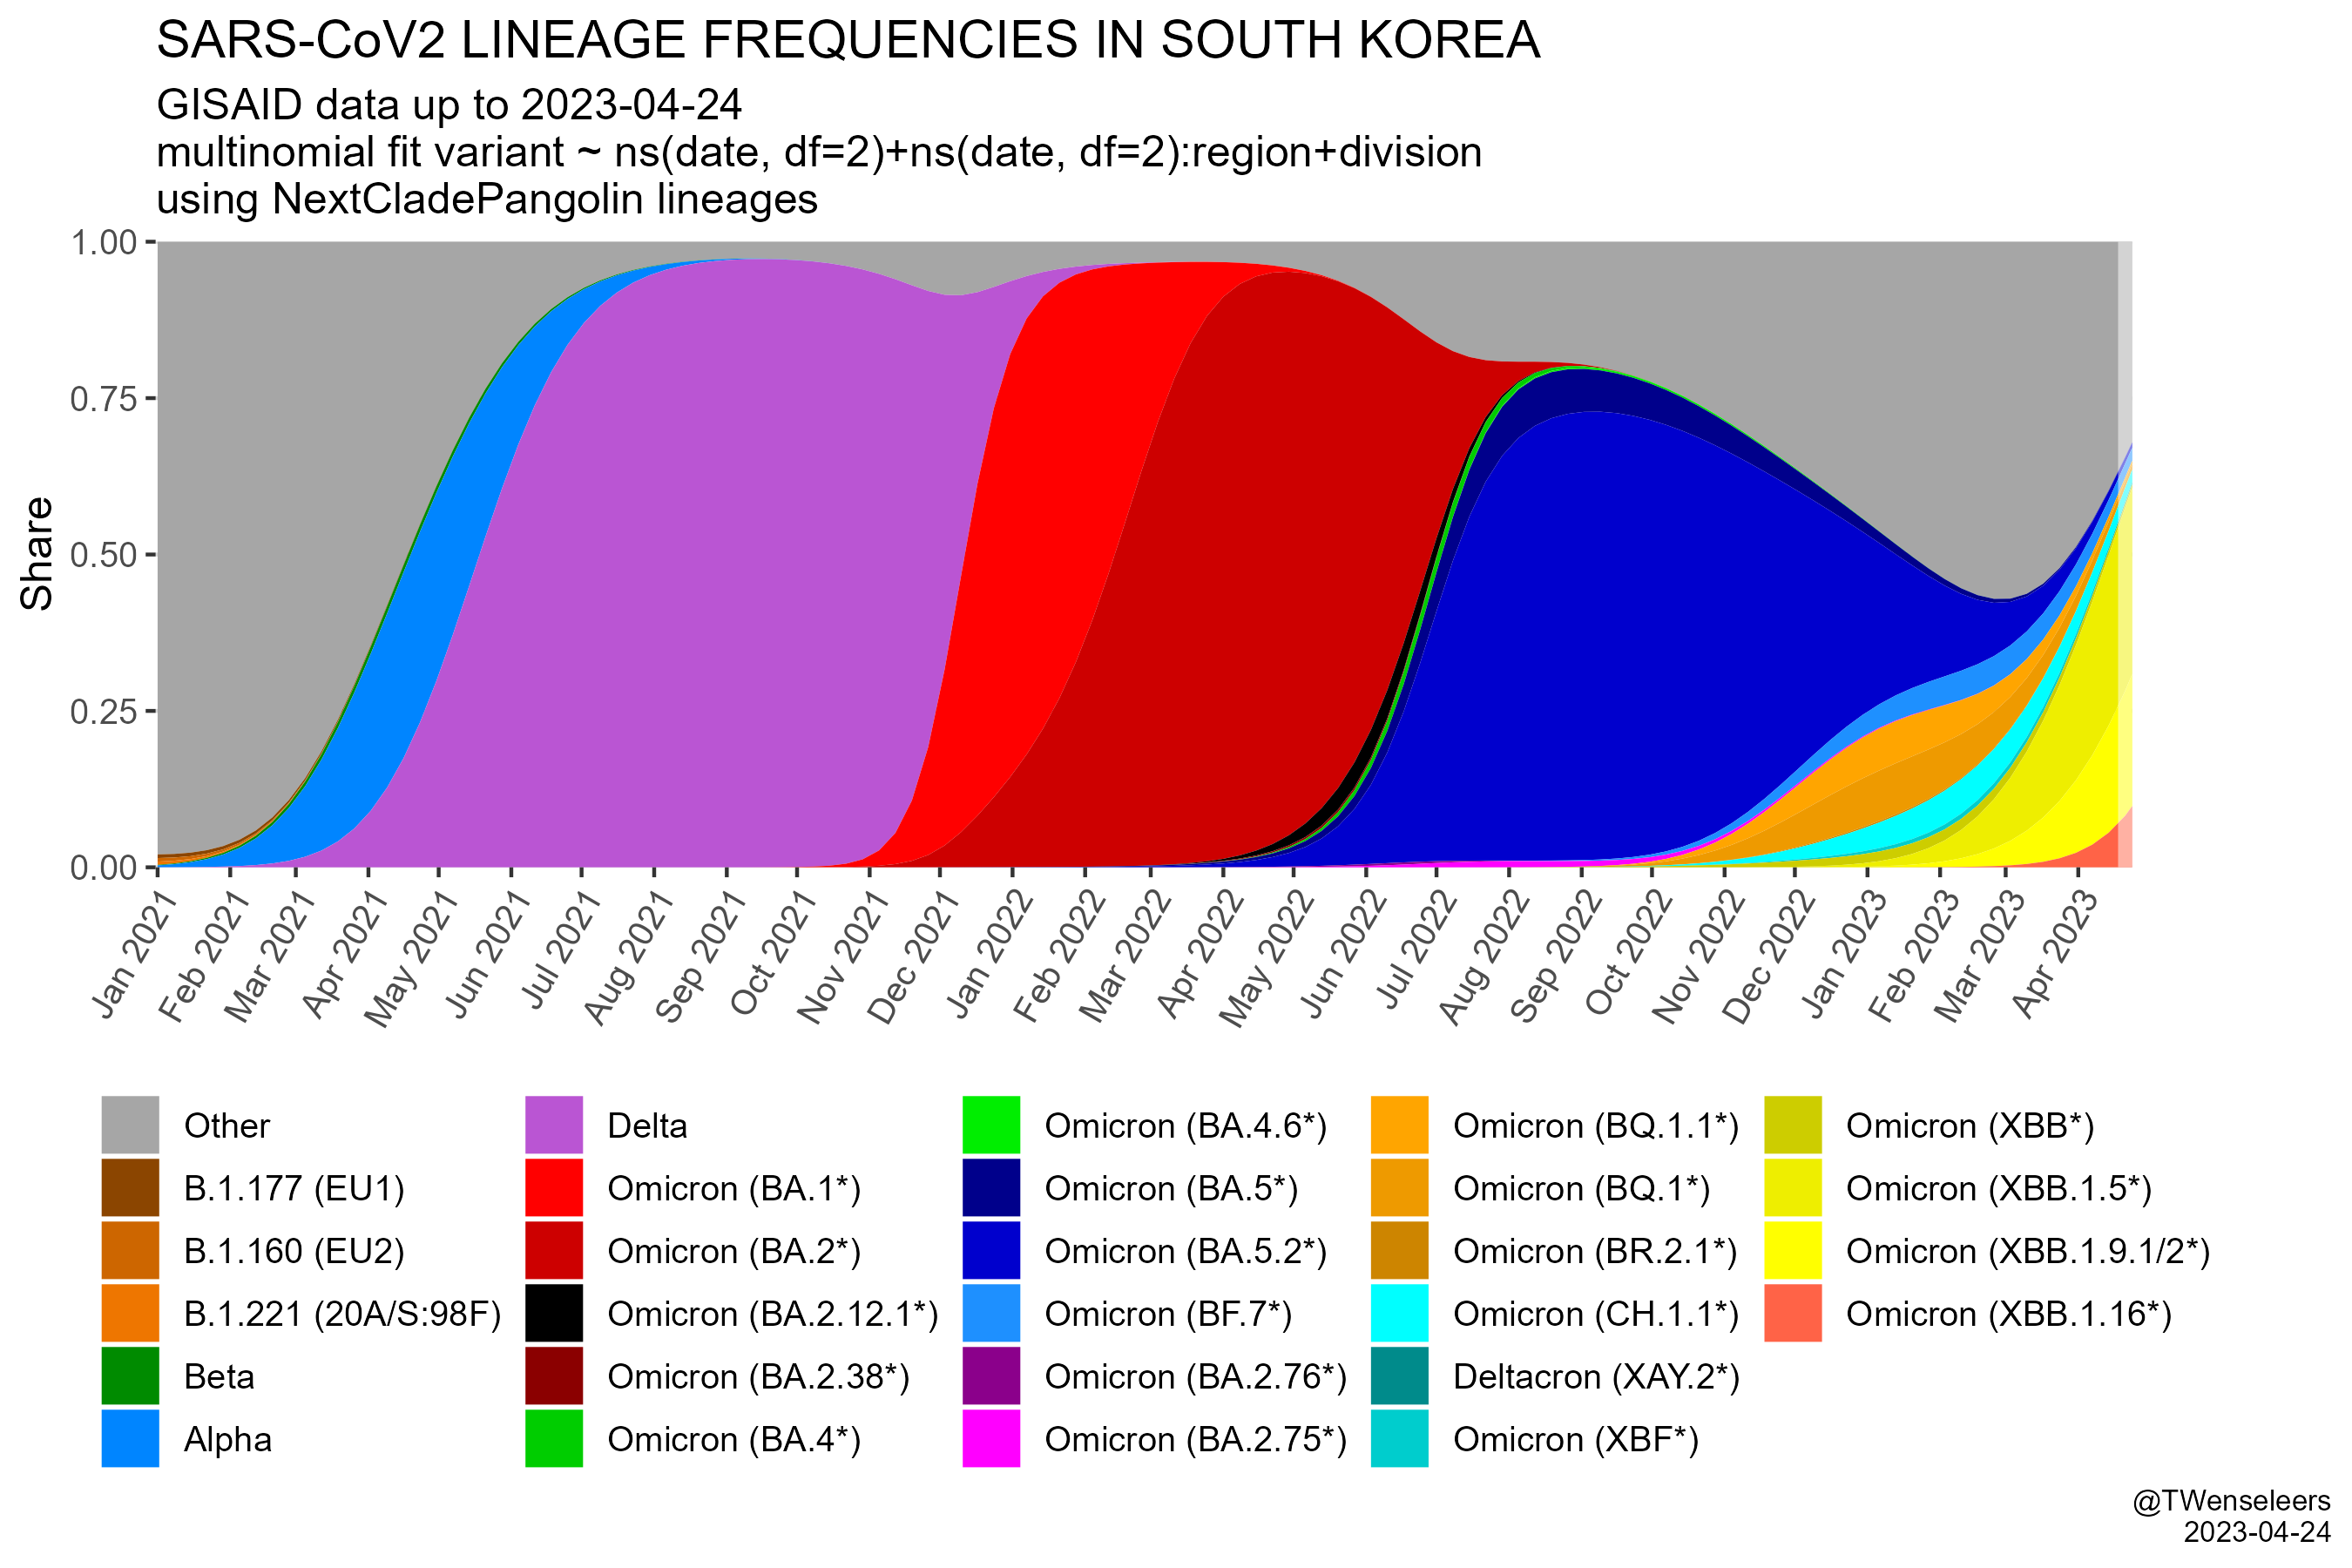 SARS-CoV2 LINEAGE FREQUENCIES IN SOUTH KOREA
GISAID data up to 2023-04-24
multinomial fit variant ~ ns(date, df=2)+ns(date, df=2):region+division
using NextCladePangolin lineages
Share
1.00
0.75
0.50
0.25
0.00
Jan 2021
Feb 2021
Mar 2021
Apr 2021
May 2021
Jun 2021
Jul 2021
Aug 2021
Sep 2021
Oct 2021
Nov 2021
Dec 2021
Jan 2022
Feb 2022
Mar 2022
Apr 2022
May 2022
Jun 2022
Jul 2022
Aug 2022
Sep 2022
Oct 2022
Nov 2022
Dec 2022
Jan 2023
Feb 2023
Mar 2023
Apr 2023
Other
B.1.177 (EU1)
B.1.160 (EU2)
B.1.221 (20A/S:98F)
Beta
Alpha
Delta
Omicron (BA.1*)
Omicron (BA.2*)
Omicron (BA.2.12.1*)
Omicron (BA.2.38*)
Omicron (BA.4*)
Omicron (BA.4.6*)
Omicron (BA.5*)
Omicron (BA.5.2*)
Omicron (BF.7*)
Omicron (BA.2.76*)
Omicron (BA.2.75*)
Omicron (BQ.1.1*)
Omicron (BQ.1*)
Omicron (BR.2.1*)
Omicron (CH.1.1*)
Deltacron (XAY.2*)
Omicron (XBF*)
Omicron (XBB*)
Omicron (XBB.1.5*)
Omicron (XBB.1.9.1/2*)
Omicron (XBB.1.16*)
@TWenseleers
2023-04-24